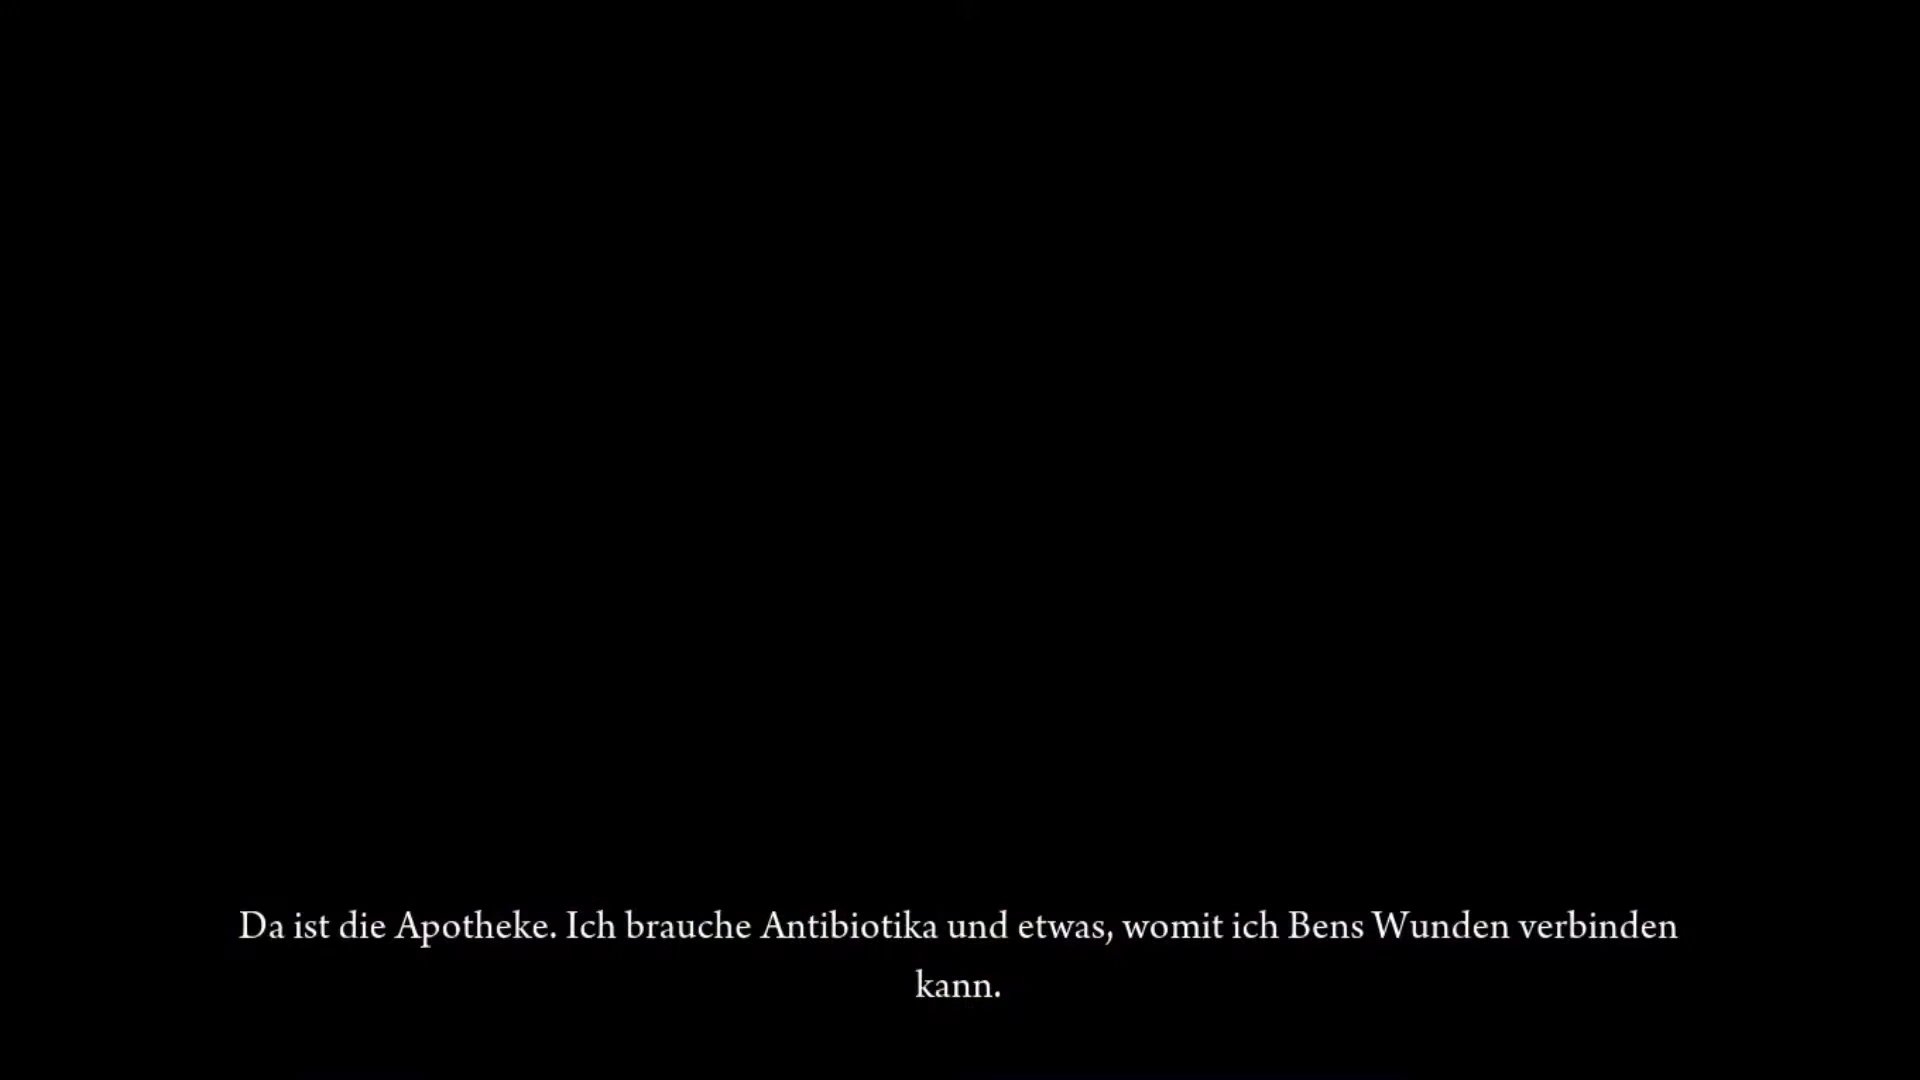 Da ist die Apotheke. Ich brauche Antibiotika und etwas, womit ich Bens Wunden verbinden
kann.